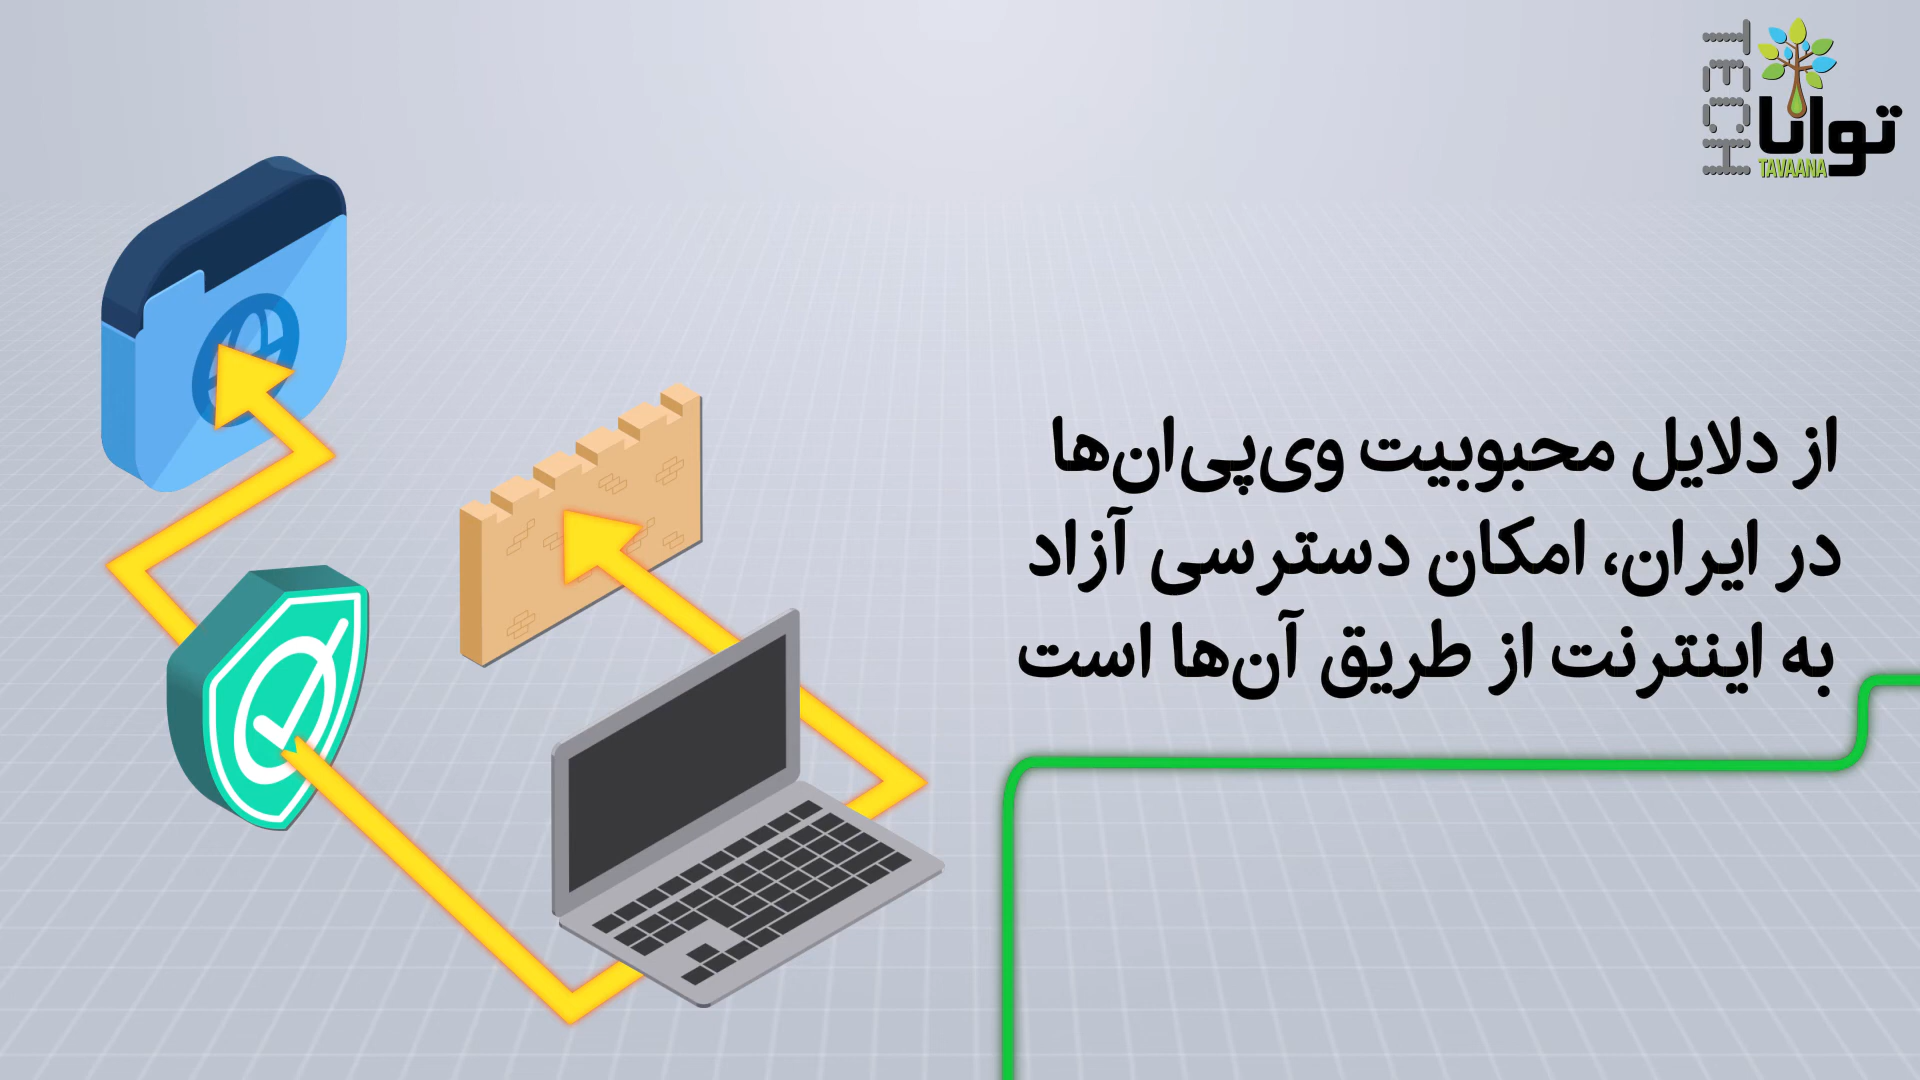 TECH
توانا
TAVAANA
از دلایل محبوبیت وی‌پی‌ان‌ها
در ایران، امکان دسترسی آزاد
به اینترنت از طریق آن‌ها است